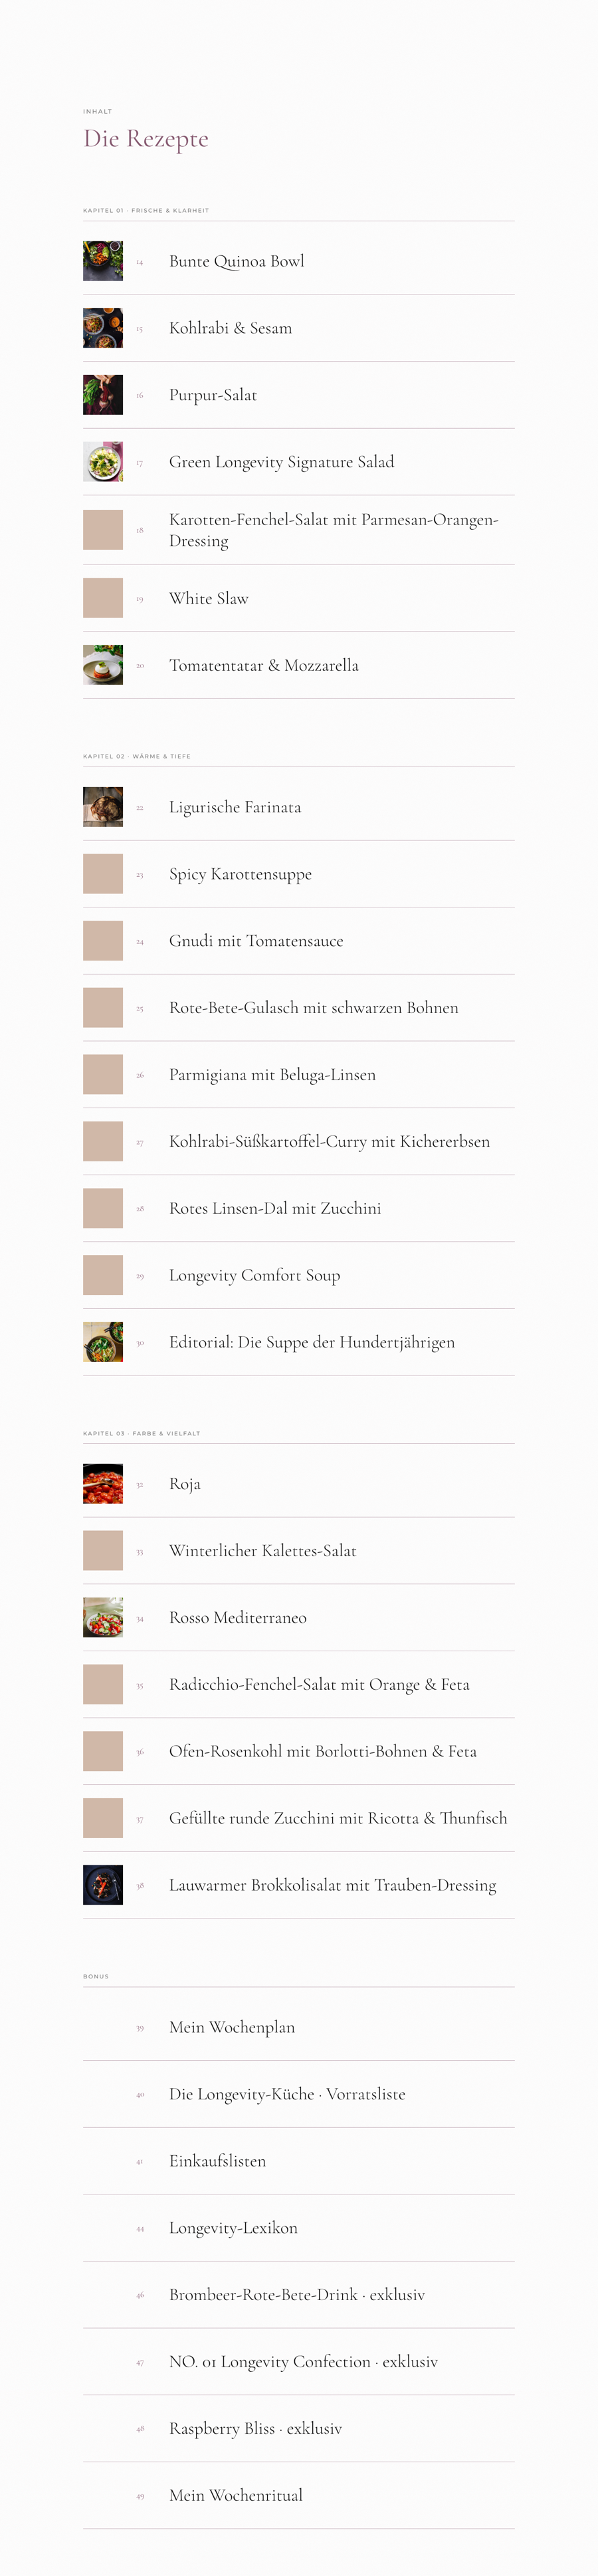 INHALT
Die Rezepte
KAPITEL 01 · FRISCHE & KLARHEIT
14 Bunte Quinoa Bowl
15 Kohlrabi & Sesam
16 Purpur-Salat
17 Green Longevity Signature Salad
18 Karotten-Fenchel-Salat mit Parmesan-Orangen-
Dressing
19 White Slaw
20 Tomatentatar & Mozzarella
KAPITEL 02 · WÄRME & TIEFE
22 Ligurische Farinata
23 Spicy Karottensuppe
24 Gnudi mit Tomatensauce
25 Rote-Bete-Gulasch mit schwarzen Bohnen
26 Parmigiana mit Beluga-Linsen
27 Kohlrabi-Süßkartoffel-Curry mit Kichererbsen
28 Rotes Linsen-Dal mit Zucchini
29 Longevity Comfort Soup
30 Editorial: Die Suppe der Hundertjährigen
KAPITEL 03 · FARBE & VIELFALT
32 Roja
33 Winterlicher Kalettes-Salat
34 Rosso Mediterraneo
35 Radicchio-Fenchel-Salat mit Orange & Feta
36 Ofen-Rosenkohl mit Borlotti-Bohnen & Feta
37 Gefüllte runde Zucchini mit Ricotta & Thunfisch
38 Lauwarmer Brokkolisalat mit Trauben-Dressing
BONUS
39 Mein Wochenplan
40 Die Longevity-Küche · Vorratsliste
41 Einkaufslisten
44 Longevity-Lexikon
46 Brombeer-Rote-Bete-Drink · exklusiv
47 NO. 01 Longevity Confection · exklusiv
48 Raspberry Bliss · exklusiv
49 Mein Wochenritual